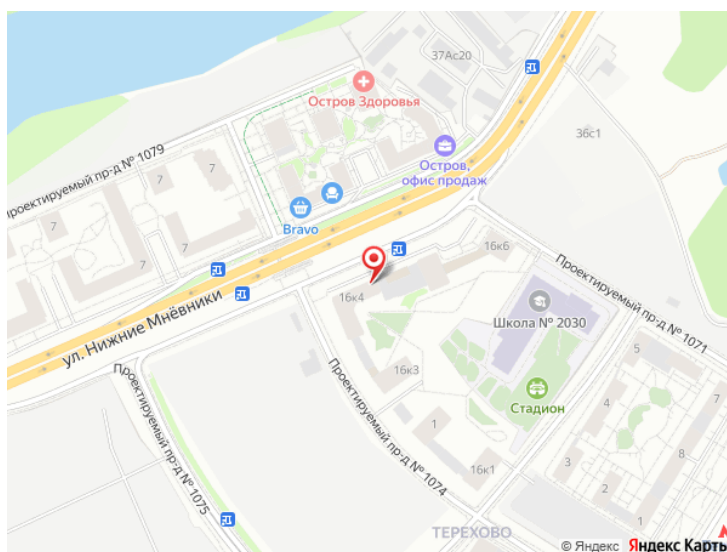 37Ас20
Остров Здоровья
36с1
проектируемый пр-д № 1079
7
7
7
7
7
7
Остров,
офис продаж
Bravo
16к6
16к4
ул. Нижние Мнёвники
Проектируемый пр-д № 1071
Школа № 2030
16к3
Стадион
5
7
8
Проектируемый пр-д № 1075
Проектируемый пр-д № 1074
1
16к1
3
2
1
ТЕРЕХОВО
© Яндекс Яндекс Карты